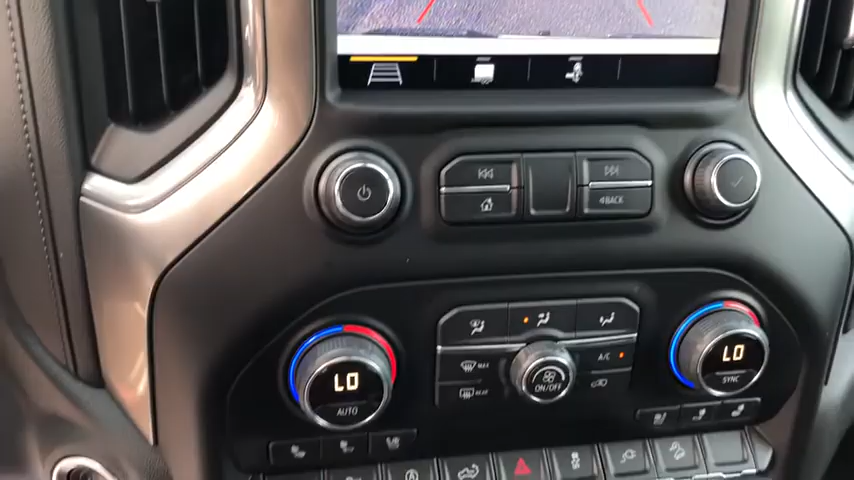 BACK
MAX
A/C
REAR
ON/OFF
LO
AUTO
LO
SYNC